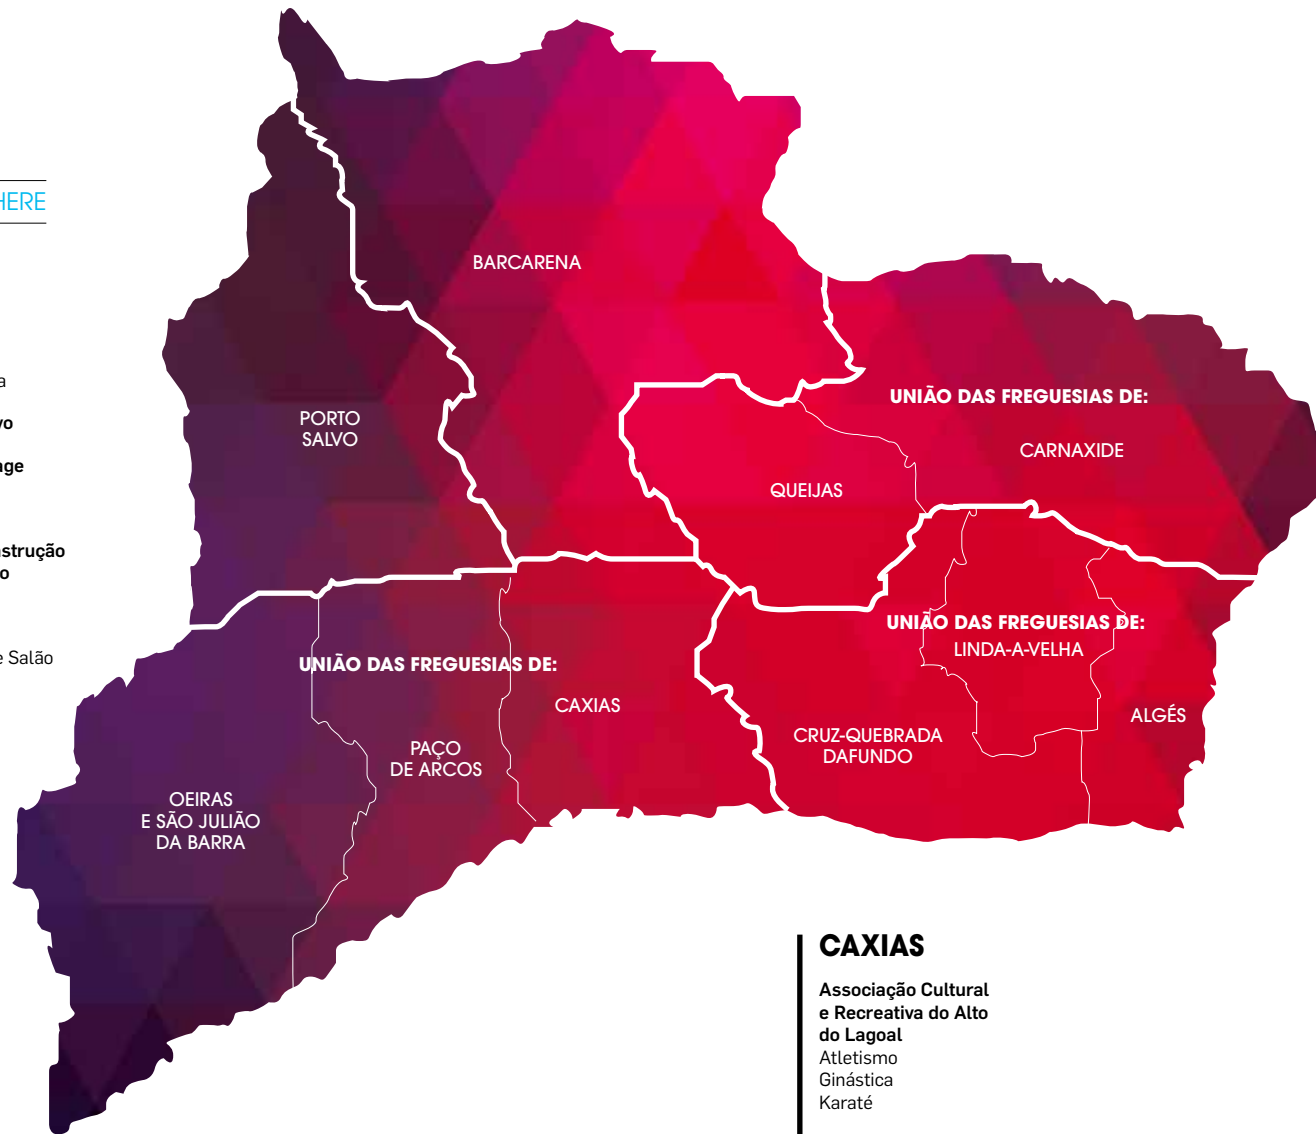 HERE
a
vo
ge
strução
o
e Salão
BARCARENA
PORTO
SALVO
UNIÃO DAS FREGUESIAS DE:
CARNAXIDE
QUEIJAS
UNIÃO DAS FREGUESIAS DE:
LINDA-A-VELHA
ALGÉS
CRUZ-QUEBRADA
DAFUNDO
UNIÃO DAS FREGUESIAS DE:
CAXIAS
PAÇO
DE ARCOS
OEIRAS
E SÃO JULIÃO
DA BARRA
CAXIAS
Associação Cultural
e Recreativa do Alto
do Lagoal
Atletismo
Ginástica
Karaté